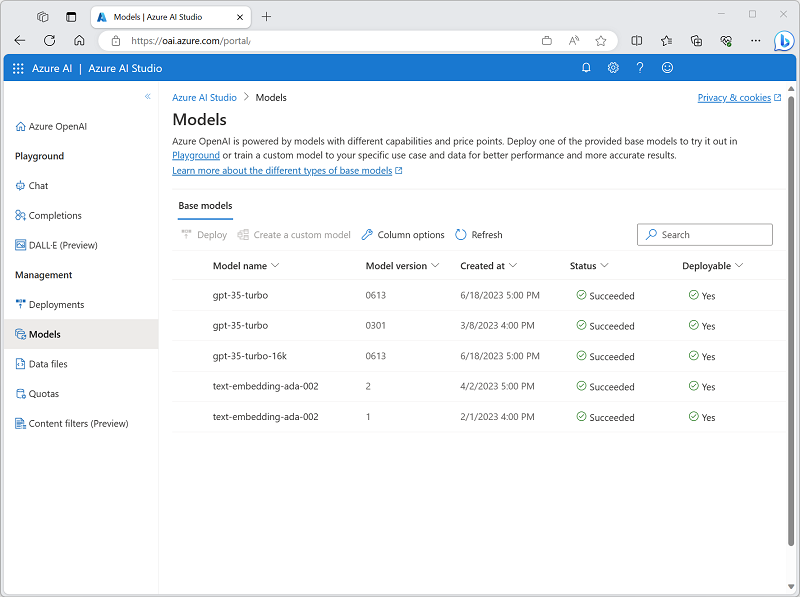 Models | Azure AI Studio
https://oai.azure.com/portal/
Azure AI | Azure AI Studio
Azure AI Studio > Models
Privacy & cookies
Models
Azure OpenAI is powered by models with different capabilities and price points. Deploy one of the provided base models to try it out in
Playground or train a custom model to your specific use case and data for better performance and more accurate results.
Learn more about the different types of base models
Azure OpenAI
Playground
Chat
Completions
DALL·E (Preview)
Management
Deployments
Models
Data files
Quotas
Content filters (Preview)
Base models
Deploy Create a custom model Column options Refresh Search
Model name Model version Created at Status Deployable
gpt-35-turbo 0613 6/18/2023 5:00 PM Succeeded Yes
gpt-35-turbo 0301 3/8/2023 4:00 PM Succeeded Yes
gpt-35-turbo-16k 0613 6/18/2023 5:00 PM Succeeded Yes
text-embedding-ada-002 2 4/2/2023 5:00 PM Succeeded Yes
text-embedding-ada-002 1 2/1/2023 4:00 PM Succeeded Yes